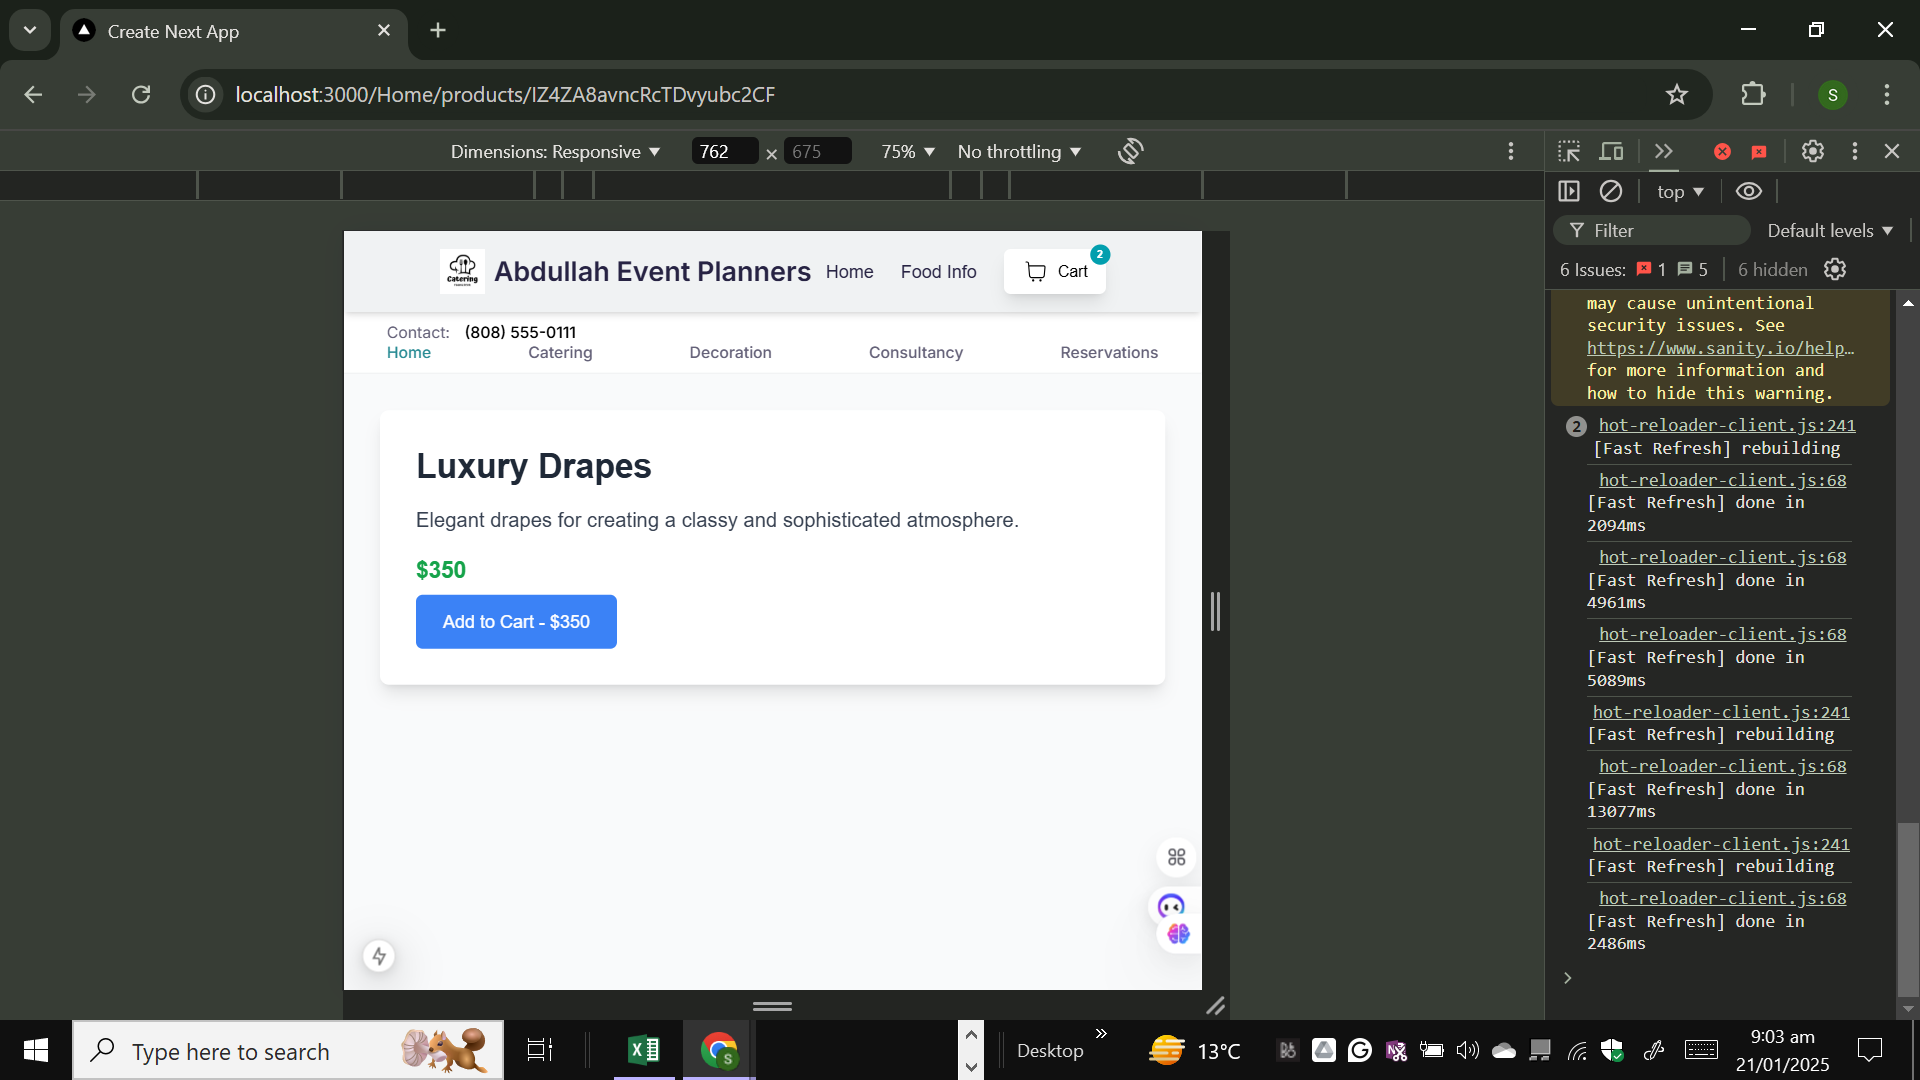 Create Next App
localhost:3000/Home/products/IZ4ZA8avncRcTDvyubc2CF
S
Dimensions: Responsive
762 × 675
75%
No throttling
top
Filter
Default levels
6 Issues: 1 5
6 hidden
may cause unintentional
security issues. See
https://www.sanity.io/help…
for more information and
how to hide this warning.
2 hot-reloader-client.js:241
[Fast Refresh] rebuilding
hot-reloader-client.js:68
[Fast Refresh] done in
2094ms
hot-reloader-client.js:68
[Fast Refresh] done in
4961ms
hot-reloader-client.js:68
[Fast Refresh] done in
5089ms
hot-reloader-client.js:241
[Fast Refresh] rebuilding
hot-reloader-client.js:68
[Fast Refresh] done in
13077ms
hot-reloader-client.js:241
[Fast Refresh] rebuilding
hot-reloader-client.js:68
[Fast Refresh] done in
2486ms
Catering
Abdullah Event Planners
Home
Food Info
Cart
2
Contact: (808) 555-0111
Home
Catering
Decoration
Consultancy
Reservations
Luxury Drapes
Elegant drapes for creating a classy and sophisticated atmosphere.
$350
Add to Cart - $350
Type here to search
S
Desktop
13°C
9:03 am
21/01/2025